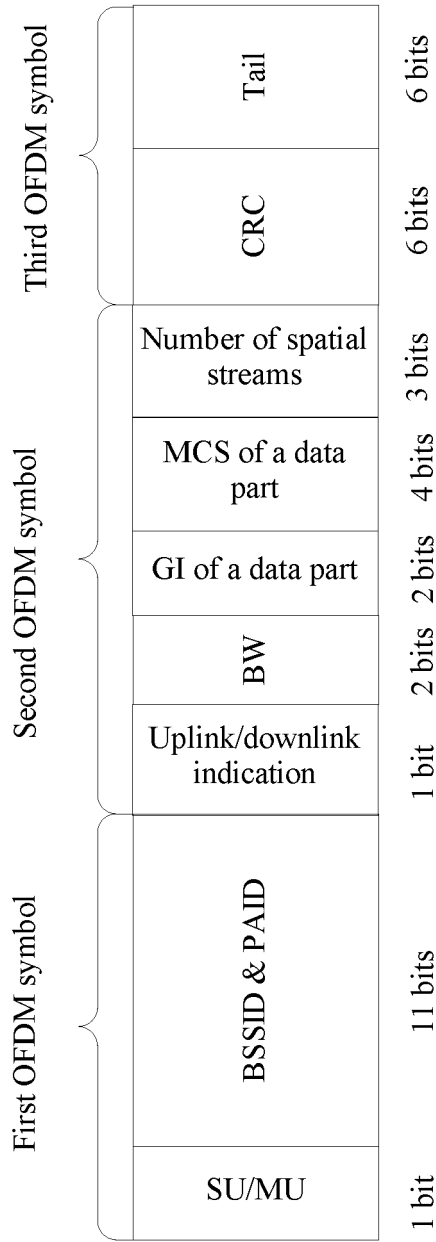 First OFDM symbol
Second OFDM symbol
Third OFDM symbol
SU/MU
BSSID & PAID
Uplink/downlink
indication
BW
GI of a data part
MCS of a data
part
Number of spatial
streams
CRC
Tail
1 bit
11 bits
1 bit
2 bits
2 bits
4 bits
3 bits
6 bits
6 bits